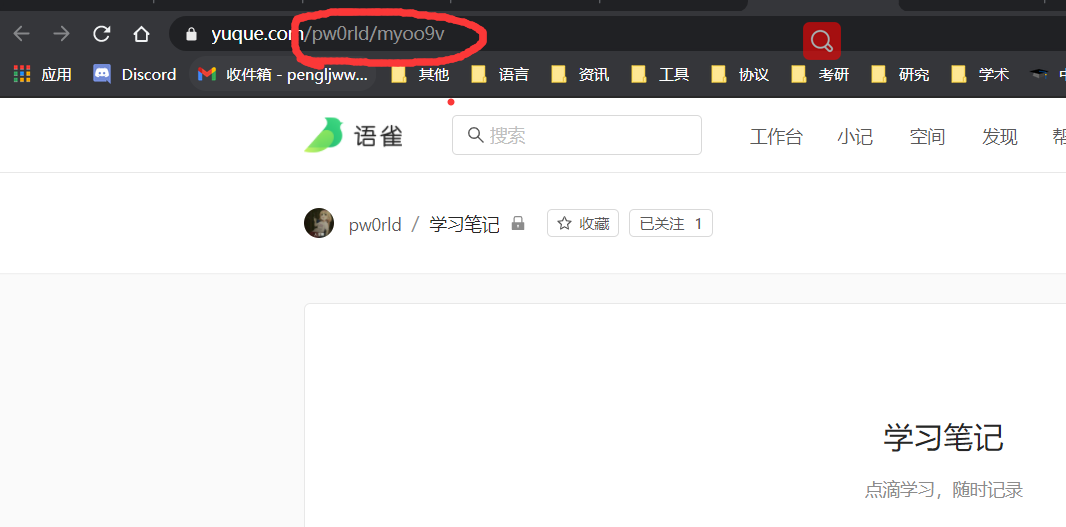 yuque.com/pw0rld/myoo9v
应用 Discord 收件箱 - pengljww... 其他 语言 资讯 工具 协议 考研 研究 学术
语雀 搜索 工作台 小记 空间 发现
pw0rld / 学习笔记 收藏 已关注 1
学习笔记
点滴学习，随时记录